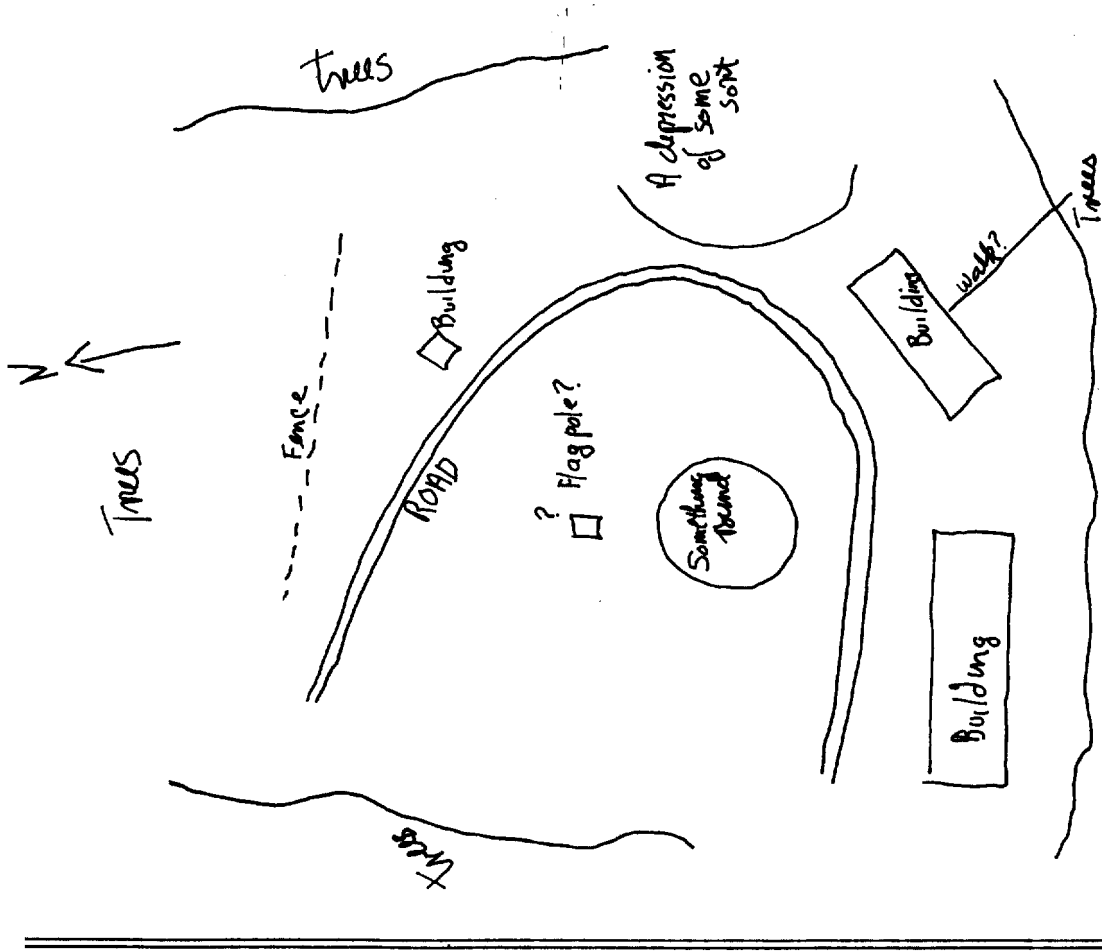 trees
A depression
of some
sort
N
Trees
Fence
Building
ROAD
?
Flagpole?
Something
Round
Building
walk?
Trees
Building
trees